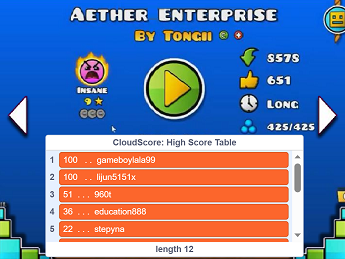 Aether Enterprise
By Tongii
Insane
9
5575
651
Long
425/425
CloudScore: High Score Table
1 100 . . gameboylala99
2 100 . . lijun5151x
3 51 . . . 960t
4 36 . . . education888
5 22 . . . stepyna
length 12